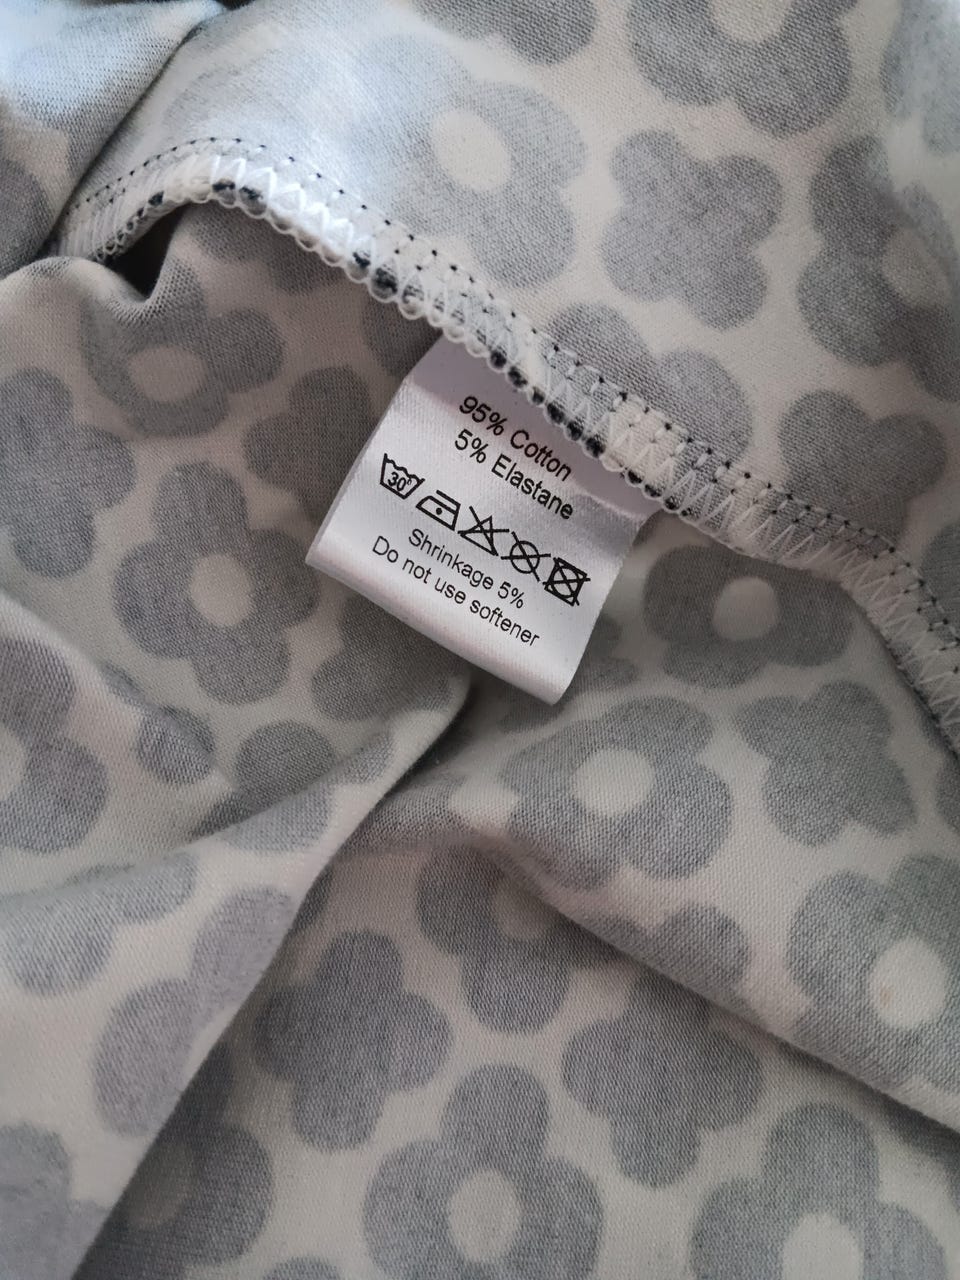 95% Cotton
5% Elastane
30°
Shrinkage 5%
Do not use softener